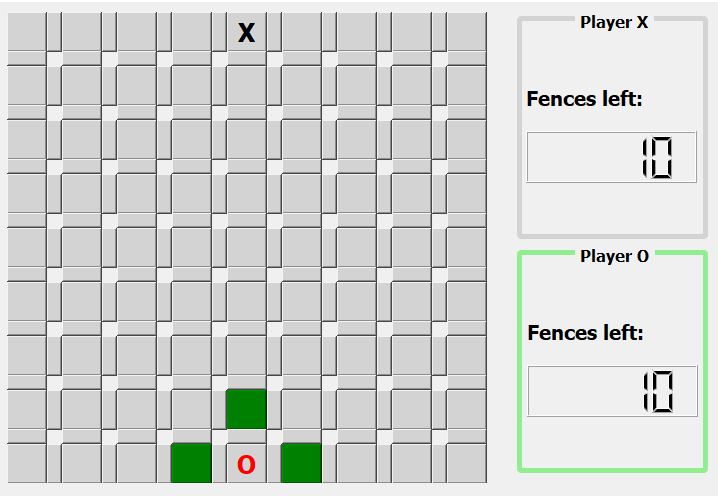 X
Player X
Fences left:
10
Player O
Fences left:
10
O